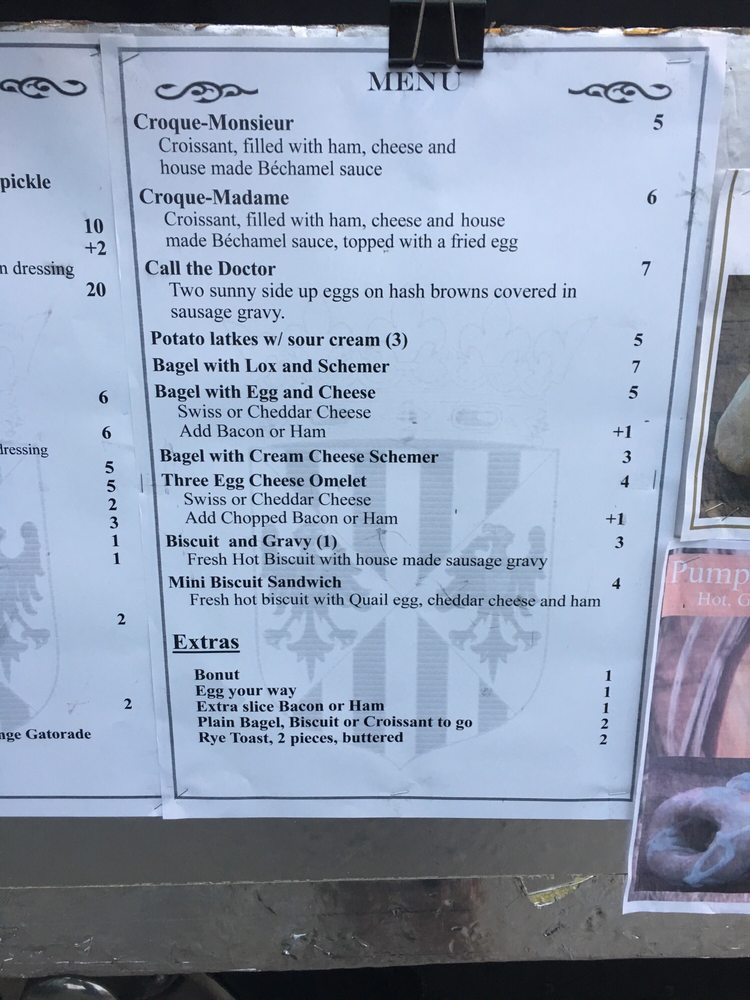 pickle
10
+2
n dressing
20
6
6
dressing
5
5
2
3
1
1
2
2
nge Gatorade
MENU
Croque-Monsieur 5
Croissant, filled with ham, cheese and
house made Béchamel sauce
Croque-Madame 6
Croissant, filled with ham, cheese and house
made Béchamel sauce, topped with a fried egg
Call the Doctor 7
Two sunny side up eggs on hash browns covered in
sausage gravy.
Potato latkes w/ sour cream (3) 5
Bagel with Lox and Schemer 7
Bagel with Egg and Cheese 5
Swiss or Cheddar Cheese
Add Bacon or Ham +1
Bagel with Cream Cheese Schemer 3
Three Egg Cheese Omelet 4
Swiss or Cheddar Cheese
Add Chopped Bacon or Ham +1
Biscuit and Gravy (1) 3
Fresh Hot Biscuit with house made sausage gravy
Mini Biscuit Sandwich 4
Fresh hot biscuit with Quail egg, cheddar cheese and ham
Extras
Bonut 1
Egg your way 1
Extra slice Bacon or Ham 1
Plain Bagel, Biscuit or Croissant to go 2
Rye Toast, 2 pieces, buttered 2
Pump
Hot, G